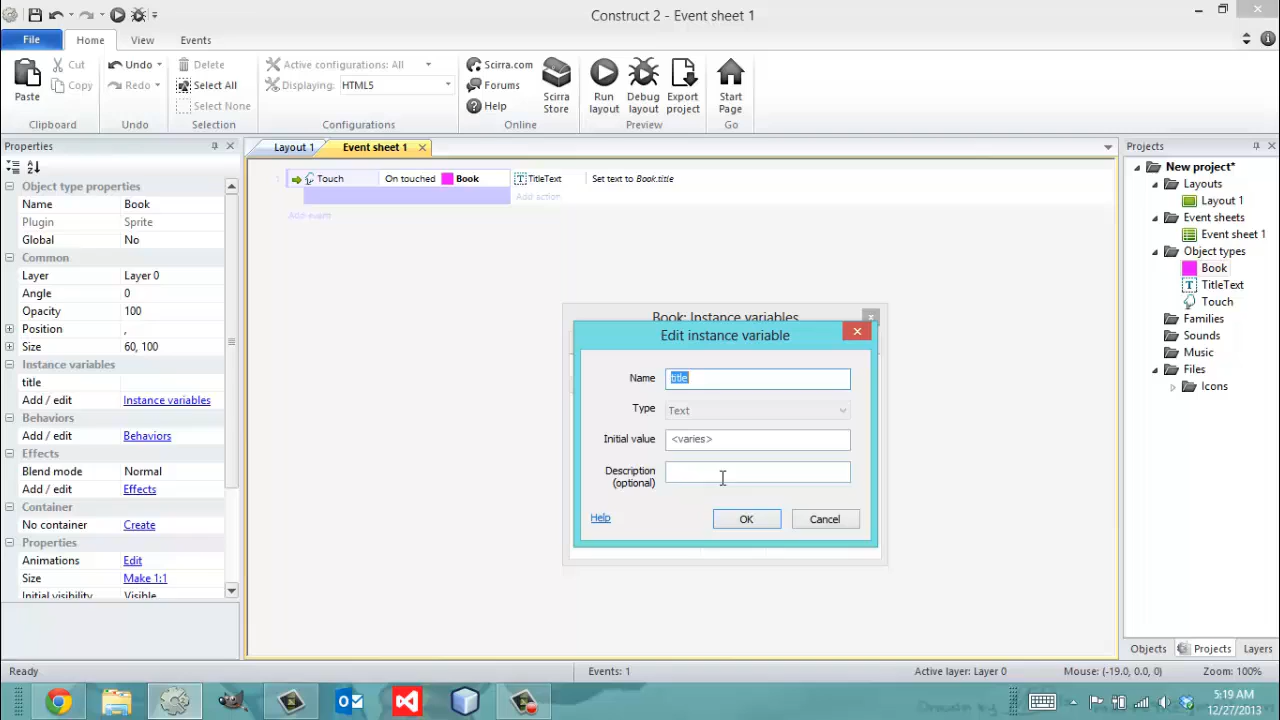 Construct 2 - Event sheet 1
File Home View Events
Paste Cut Copy Undo Redo Delete Select All Select None Active configurations: All Displaying: HTML5 Scirra.com Forums Help Scirra Store Run layout Debug layout Export project Start Page
Clipboard Undo Selection Configurations Online Preview Go
Properties
Layout 1 Event sheet 1
Projects
Object type properties
Name Book
Plugin Sprite
Global No
Common
Layer Layer 0
Angle 0
Opacity 100
Position ,
Size 60, 100
Instance variables
title
Add / edit Instance variables
Behaviors
Add / edit Behaviors
Effects
Blend mode Normal
Add / edit Effects
Container
No container Create
Properties
Animations Edit
Size Make 1:1
Initial visibility Visible
1 Touch On touched Book TitleText Set text to Book.title
Add action
Add event
Book: Instance variables
Edit instance variable
Name title
Type Text
Initial value <varies>
Description (optional)
Help OK Cancel
New project*
Layouts
Layout 1
Event sheets
Event sheet 1
Object types
Book
TitleText
Touch
Families
Sounds
Music
Files
Icons
Objects Projects Layers
Ready Events: 1 Active layer: Layer 0 Mouse: (-19.0, 0.0, 0) Zoom: 100%
5:19 AM
12/27/2013